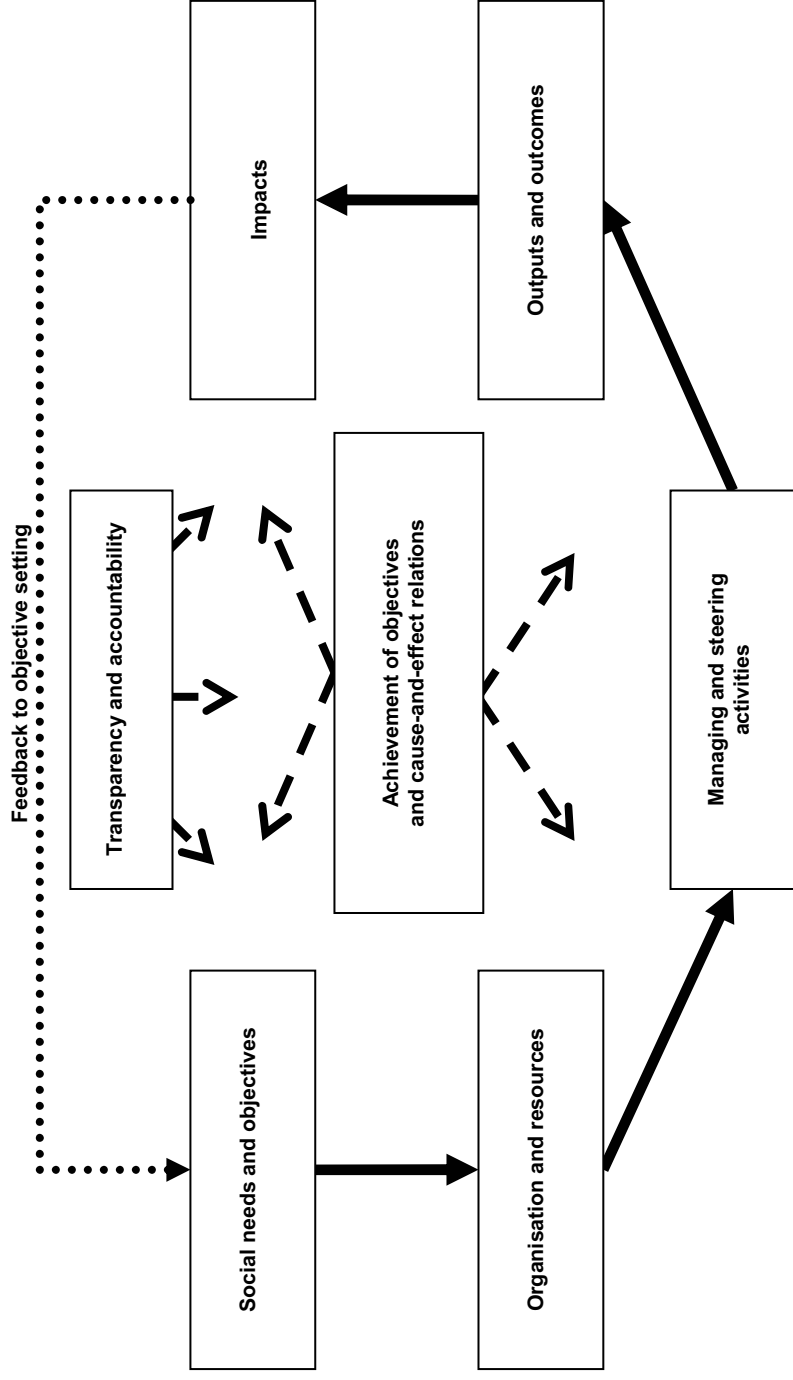 Feedback to objective setting
Transparency and accountability
Social needs and objectives
Impacts
Achievement of objectives
and cause-and-effect relations
Organisation and resources
Outputs and outcomes
Managing and steering
activities